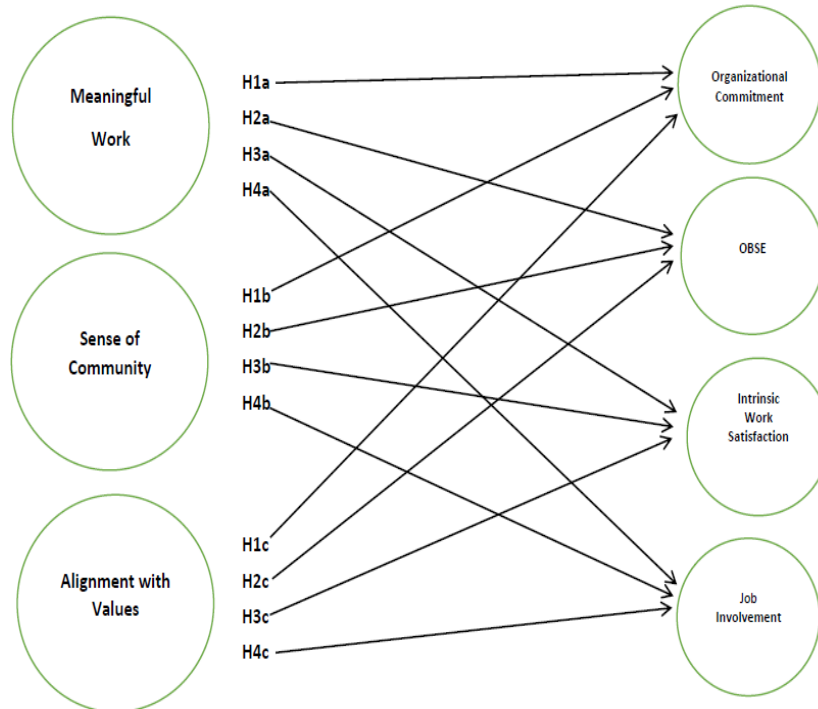 Meaningful
Work
H1a
H2a
H3a
H4a
Sense of
Community
H1b
H2b
H3b
H4b
Alignment with
Values
H1c
H2c
H3c
H4c
Organizational
Commitment
OBSE
Intrinsic
Work
Satisfaction
Job
Involvement